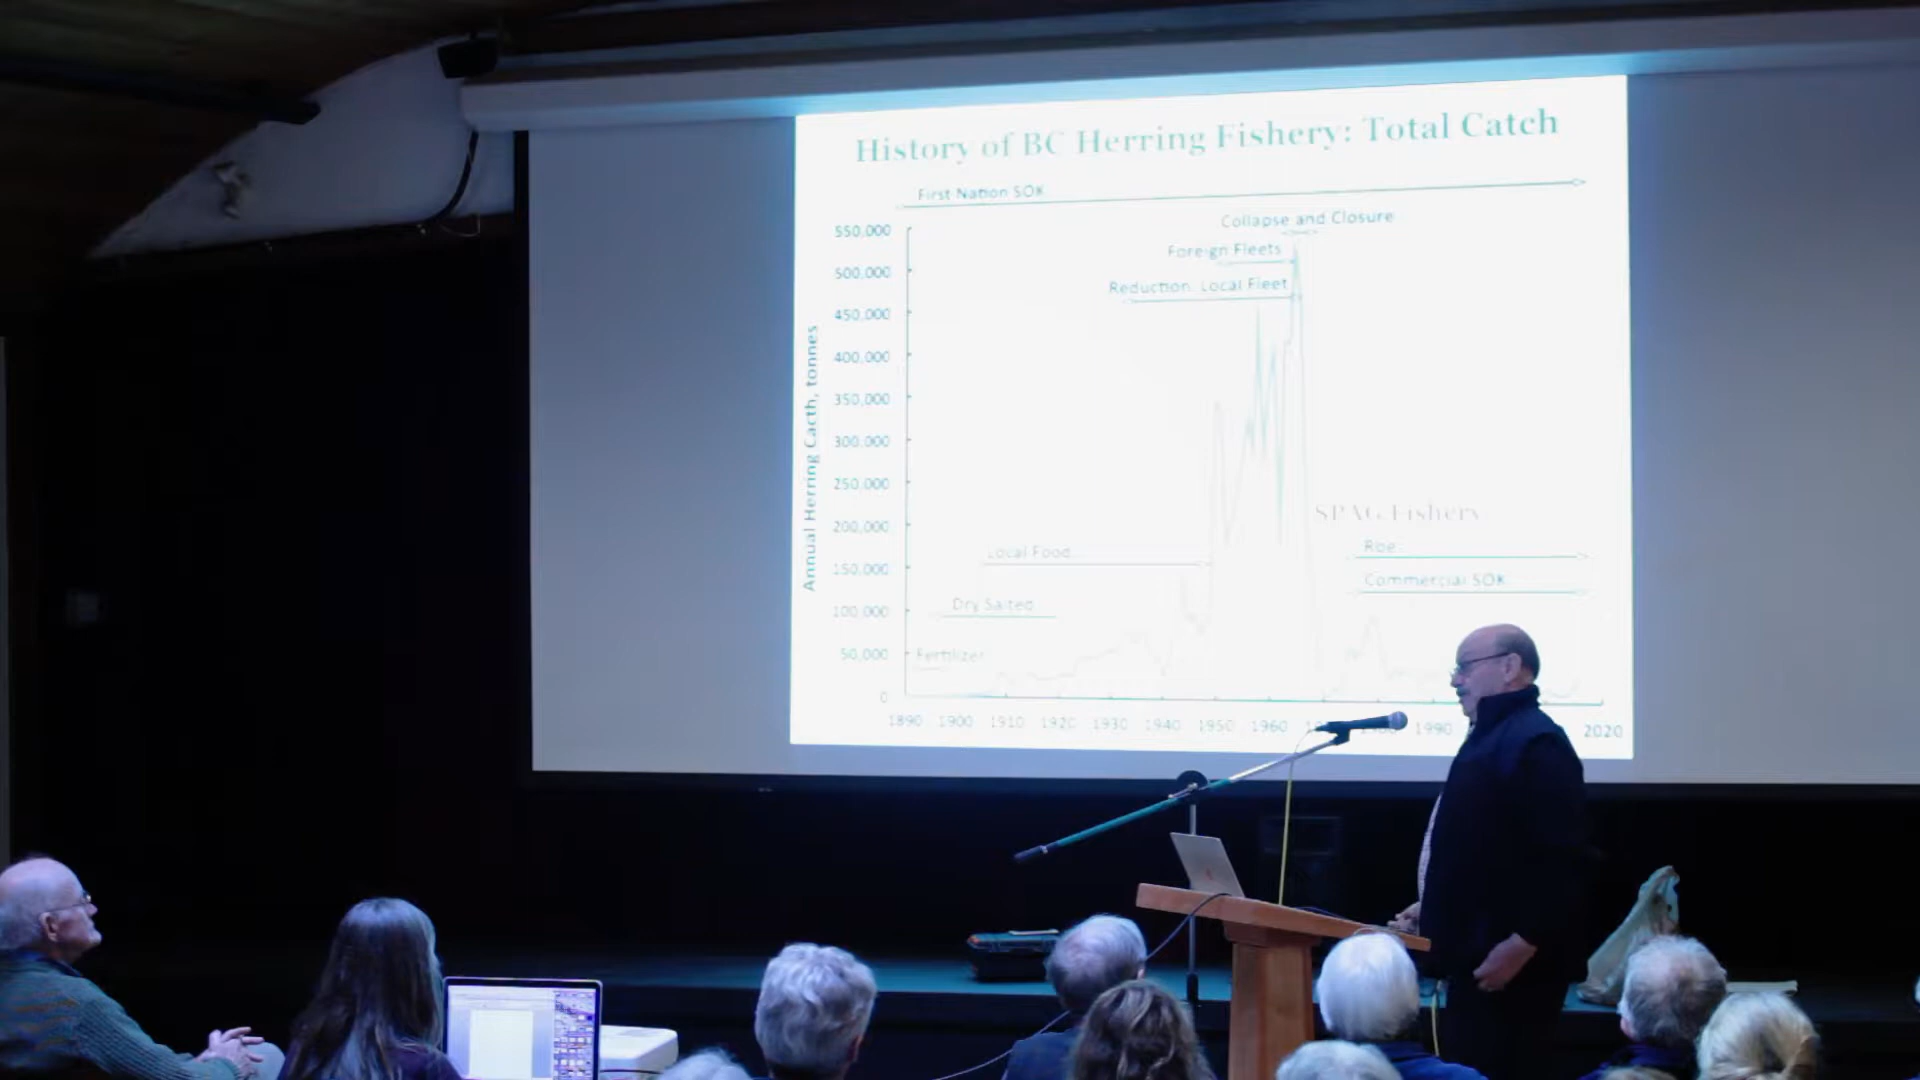 History of BC Herring Fishery: Total Catch
First Nation SOK
Collapse and Closure
Foreign Fleets
Reduction, Local Fleet
550,000
500,000
450,000
400,000
350,000
300,000
250,000
200,000
150,000
100,000
50,000
0
Annual Herring Cacth, tonnes
SPAG Fishery
Roe
Commercial SOK
Local Food
Dry Salted
Fertilizer
1890 1900 1910 1920 1930 1940 1950 1960 1980 1990 2020